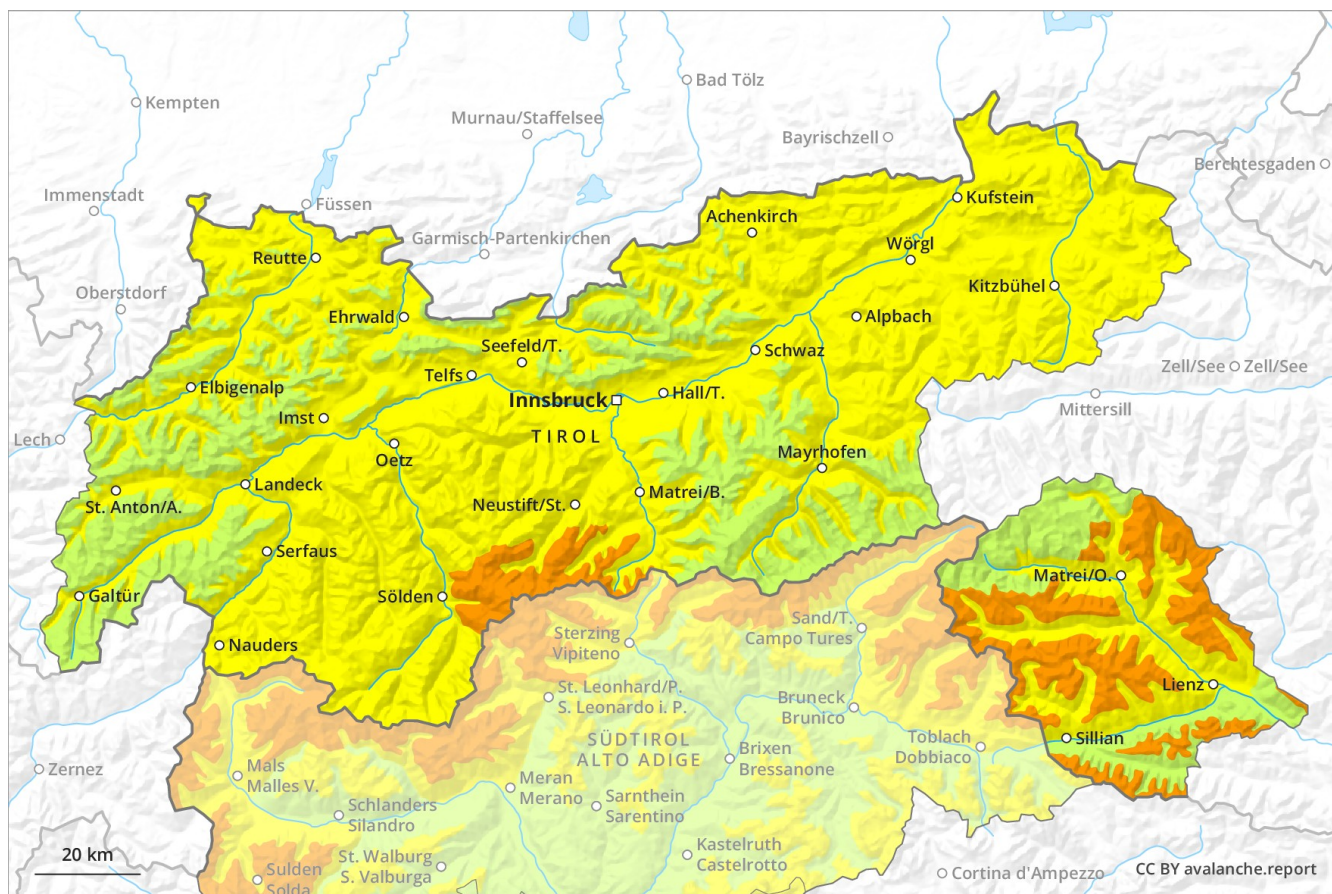 Bad Tölz
Kempten
Murnau/Staffelsee
Bayrischzell
Berchtesgaden
Immenstadt
Füssen
Kufstein
Achenkirch
Garmisch-Partenkirchen
Wörgl
Reutte
Kitzbühel
Oberstdorf
Ehrwald
Alpbach
Seefeld/T.
Schwaz
Telfs
Zell/See
Zell/See
Elbigenalp
Hall/T.
Innsbruck
Mittersill
Imst
Lech
TIROL
Oetz
Mayrhofen
Landeck
Matrei/B.
St. Anton/A.
Neustift/St.
Serfaus
Matrei/O.
Galtür
Sölden
Sand/T.
Campo Tures
Sterzing
Vipiteno
Nauders
Lienz
St. Leonhard/P.
S. Leonardo i. P.
Bruneck
Brunico
Toblach
Dobbiaco
Sillian
SÜDTIROL
ALTO ADIGE
Brixen
Bressanone
Zernez
Mals
Malles V.
Meran
Merano
Sarnthein
Sarentino
Schlanders
Silandro
Kastelruth
Castelrotto
20 km
St. Walburg
S. Valburga
Sulden
Solda
Cortina d'Ampezzo
CC BY avalanche.report